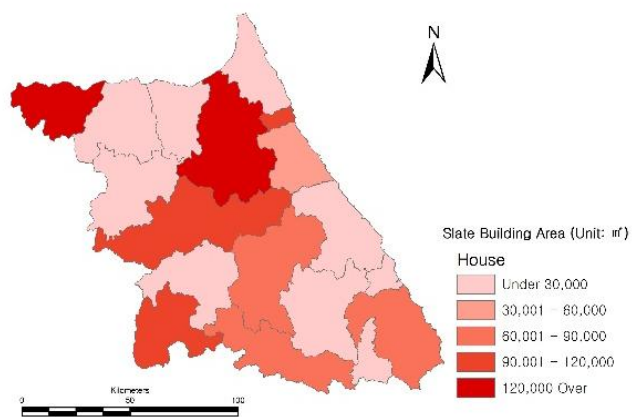 N
Slate Building Area (Unit: ㎡)
House
Under 30,000
30,001 - 60,000
60,001 - 90,000
90,001 - 120,000
120,000 Over
Kilometers
0 50 100